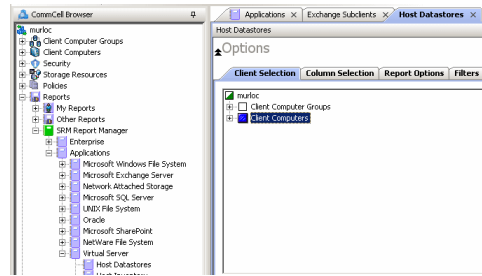 CommCell Browser
murloc
Client Computer Groups
Client Computers
Security
Storage Resources
Policies
Reports
My Reports
Other Reports
SRM Report Manager
Enterprise
Applications
Microsoft Windows File System
Microsoft Exchange Server
Network Attached Storage
Microsoft SQL Server
UNIX File System
Oracle
Microsoft SharePoint
NetWare File System
Virtual Server
Host Datastores
Host Inventory
Applications × Exchange Subclients × Host Datastores ×
Host Datastores
Options
Client Selection Column Selection Report Options Filters
murloc
Client Computer Groups
Client Computers